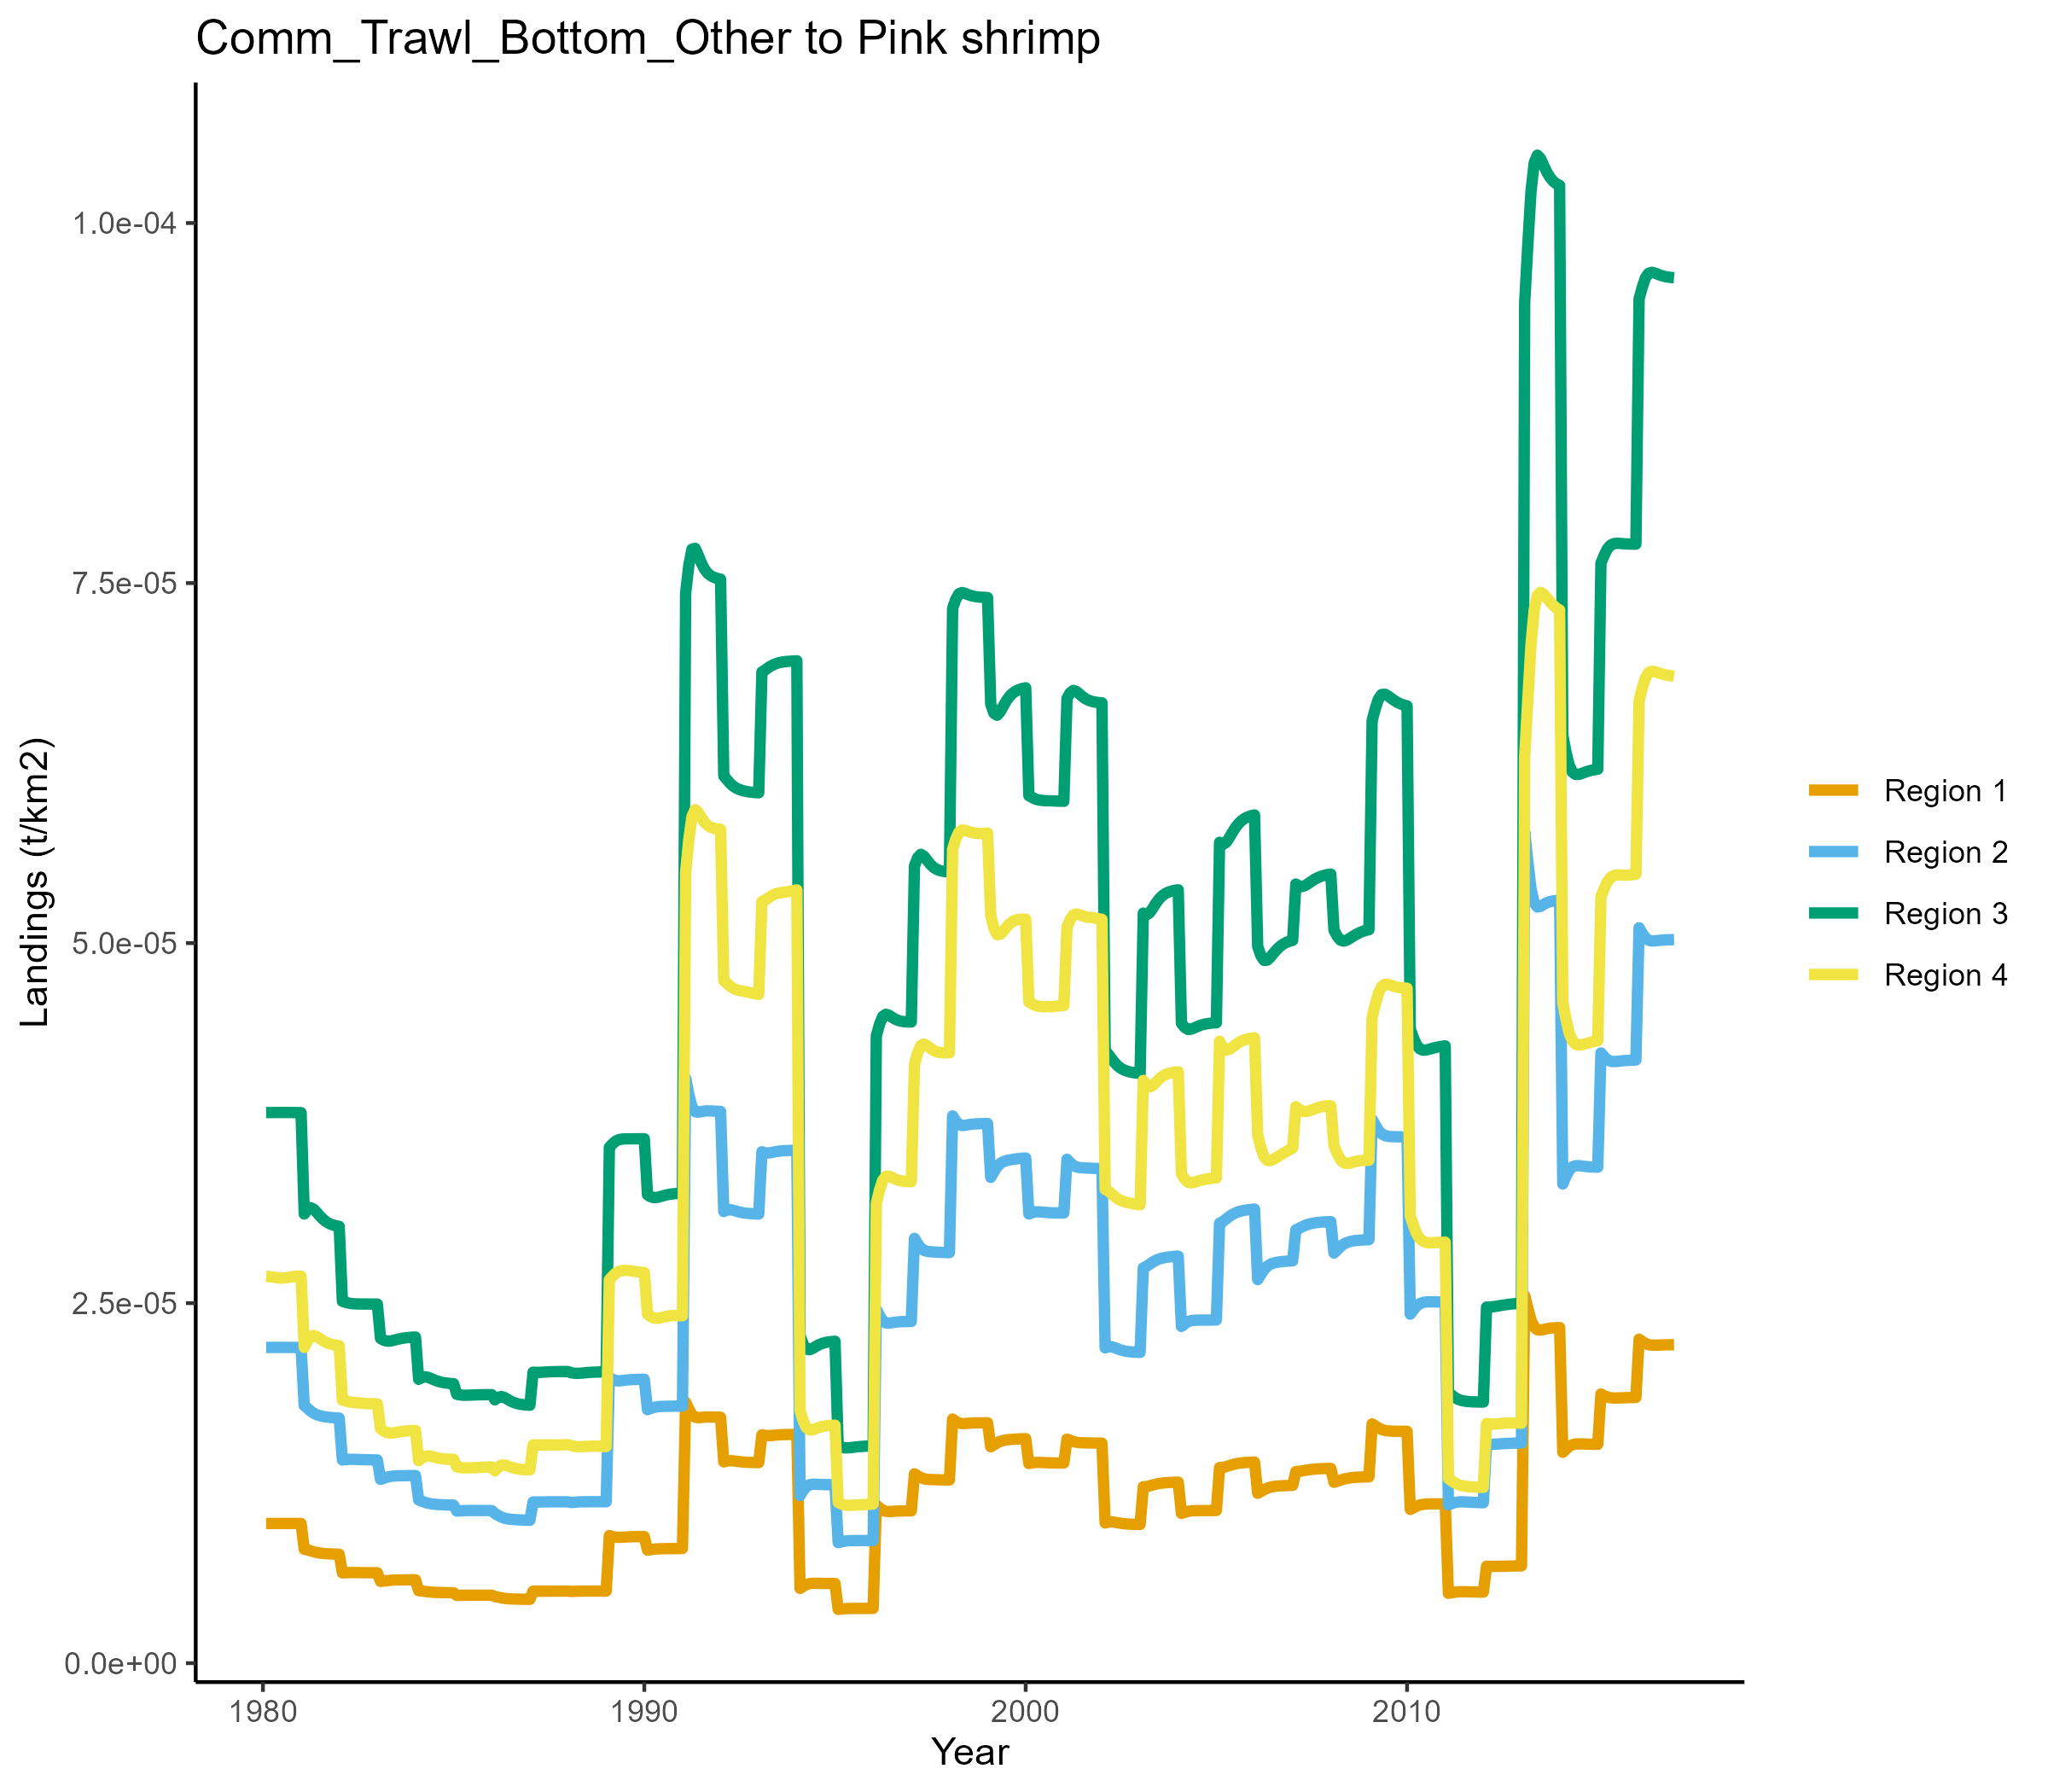 Comm_Trawl_Bottom_Other to Pink shrimp
Landings (t/km2)
1.0e-04
7.5e-05
5.0e-05
2.5e-05
0.0e+00
1980
1990
2000
2010
Year
Region 1
Region 2
Region 3
Region 4